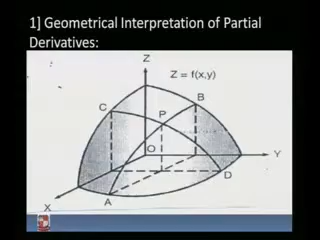 1] Geometrical Interpretation of Partial
Derivatives:
Z
Z = f(x,y)
C
B
P
O
Y
D
X
A